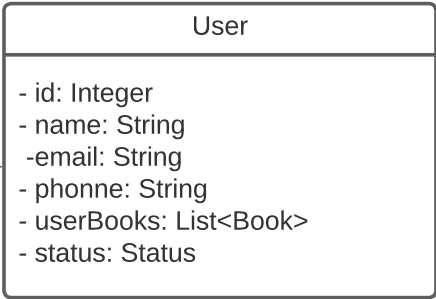 User
- id: Integer
- name: String
-email: String
- phonne: String
- userBooks: List<Book>
- status: Status